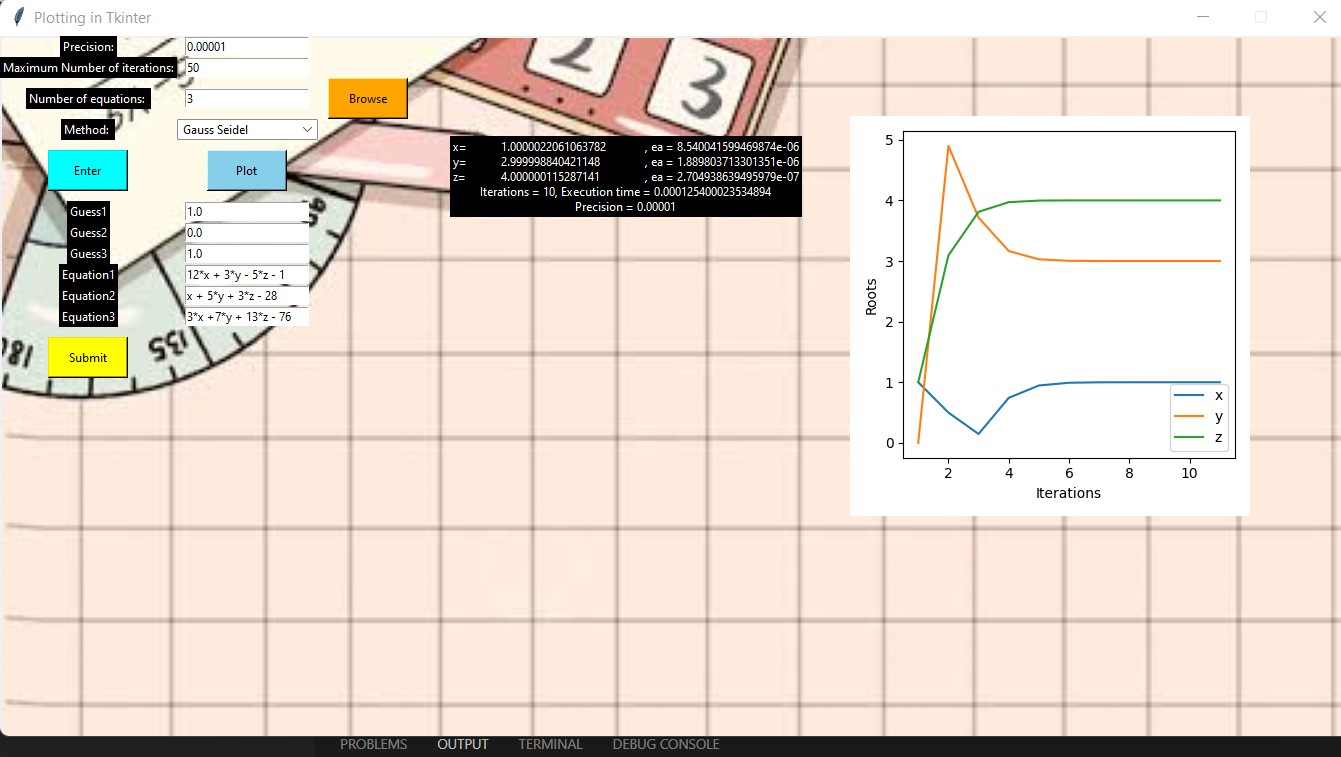 Plotting in Tkinter
Precision: 0.00001
Maximum Number of iterations: 50
Number of equations: 3
Browse
Method: Gauss Seidel
Enter
Plot
Guess1 1.0
Guess2 0.0
Guess3 1.0
Equation1 12*x + 3*y - 5*z - 1
Equation2 x + 5*y + 3*z - 28
Equation3 3*x +7*y + 13*z - 76
Submit
2
3
135
x= 1.0000022061063782 , ea = 8.540041599469874e-06
y= 2.999998840421148 , ea = 1.889803713301351e-06
z= 4.000000115287141 , ea = 2.704938639495979e-07
Iterations = 10, Execution time = 0.000125400023534894
Precision = 0.00001
5
4
3
2
1
0
Roots
2 4 6 8 10
Iterations
x
y
z
PROBLEMS OUTPUT TERMINAL DEBUG CONSOLE